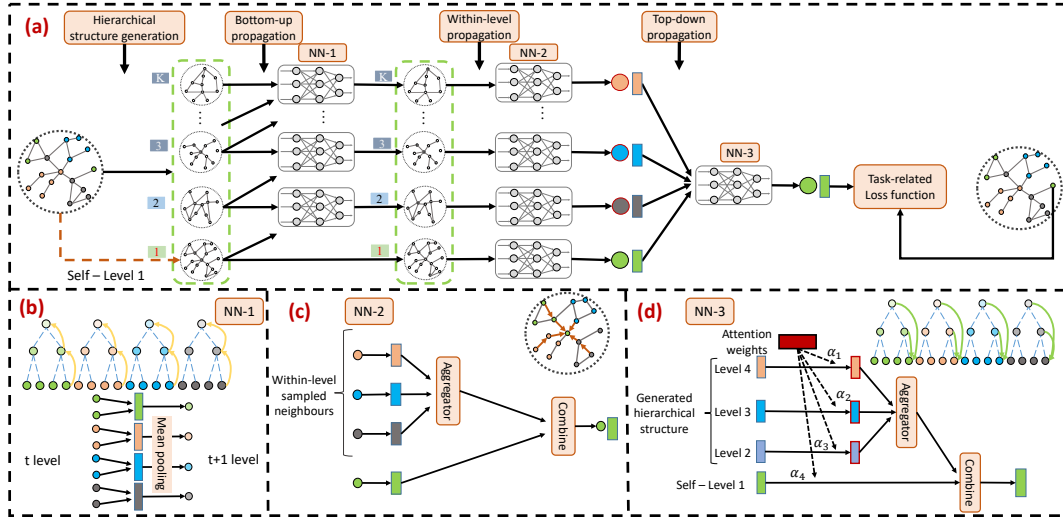 (a)
Hierarchical
structure generation
Bottom-up
propagation
Within-level
propagation
Top-down
propagation
NN-1
NN-2
K
K
3
3
NN-3
2
2
1
1
Task-related
Loss function
Self – Level 1
(b)
NN-1
t level
Mean pooling
t+1 level
(c)
NN-2
Within-level
sampled
neighbours
Aggregator
Combine
(d)
NN-3
Attention
weights
α1
Level 4
α2
Generated
hierarchical
structure
Level 3
α3
Level 2
α4
Self – Level 1
Aggregator
Combine